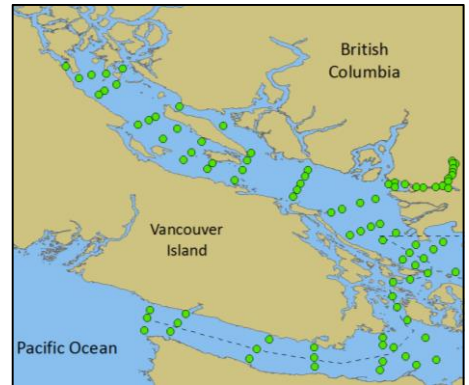 British
Columbia
Vancouver
Island
Pacific Ocean